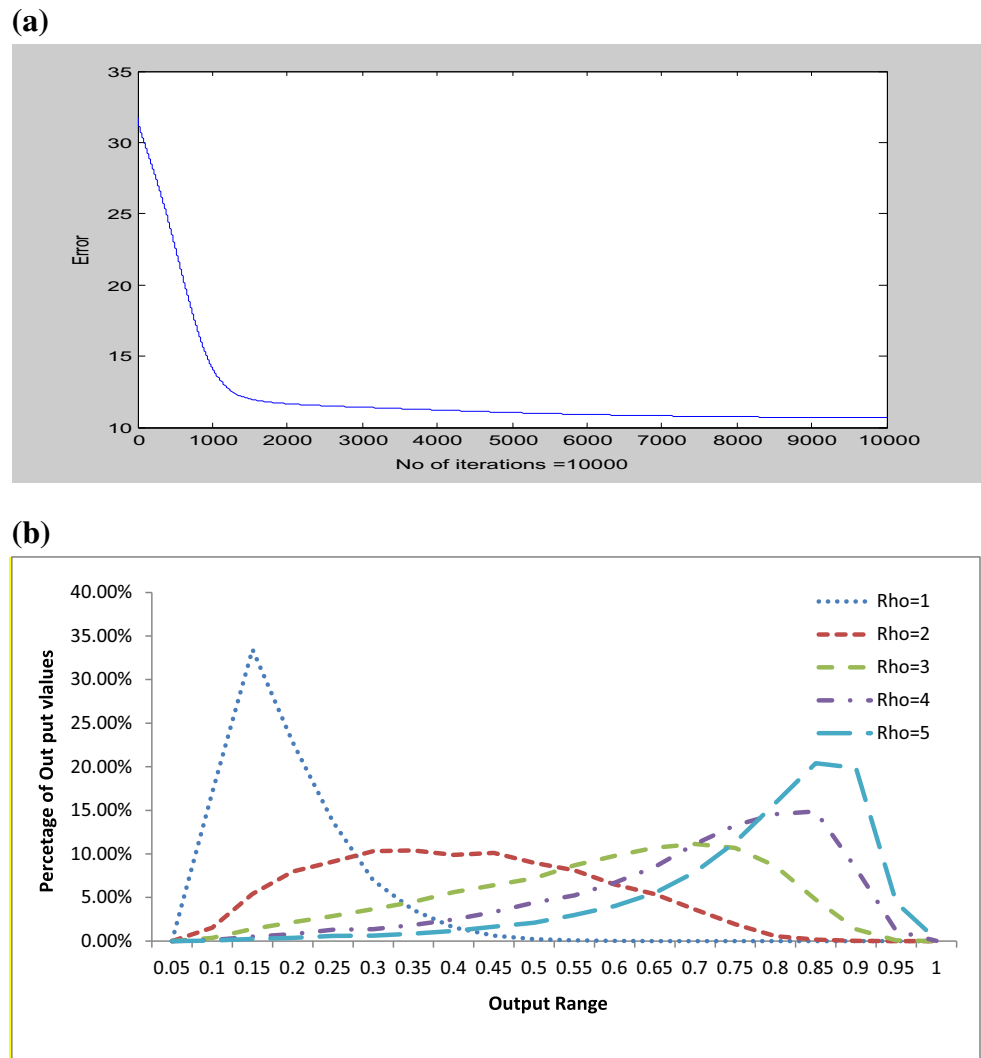 (a)
35
30
25
20
15
10
Error
0 1000 2000 3000 4000 5000 6000 7000 8000 9000 10000
No of iterations =10000
(b)
40.00%
35.00%
30.00%
25.00%
20.00%
15.00%
10.00%
5.00%
0.00%
Percetage of Out put vlalues
Rho=1
Rho=2
Rho=3
Rho=4
Rho=5
0.05 0.1 0.15 0.2 0.25 0.3 0.35 0.4 0.45 0.5 0.55 0.6 0.65 0.7 0.75 0.8 0.85 0.9 0.95 1
Output Range